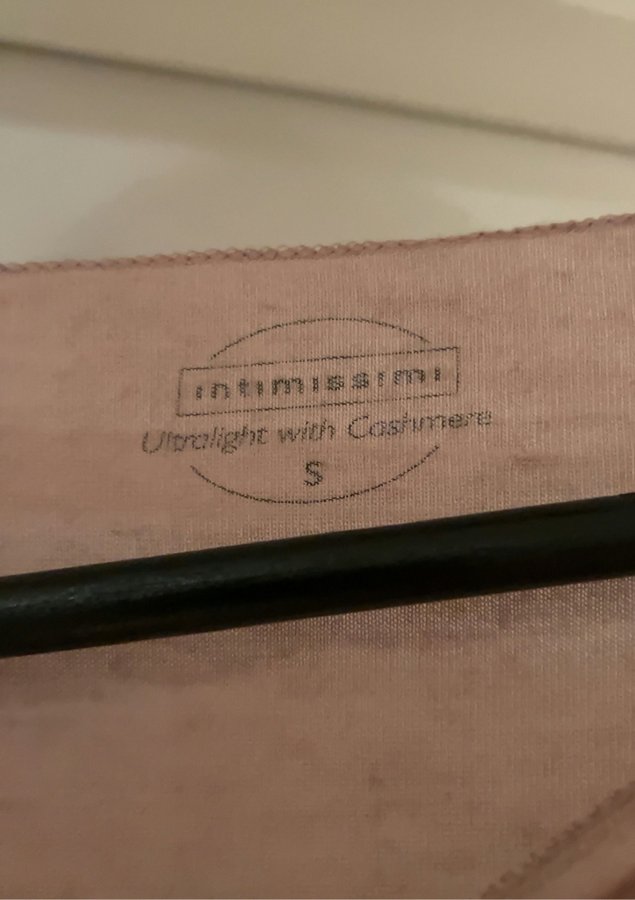 intimissimi
Ultralight with Cashmere
S